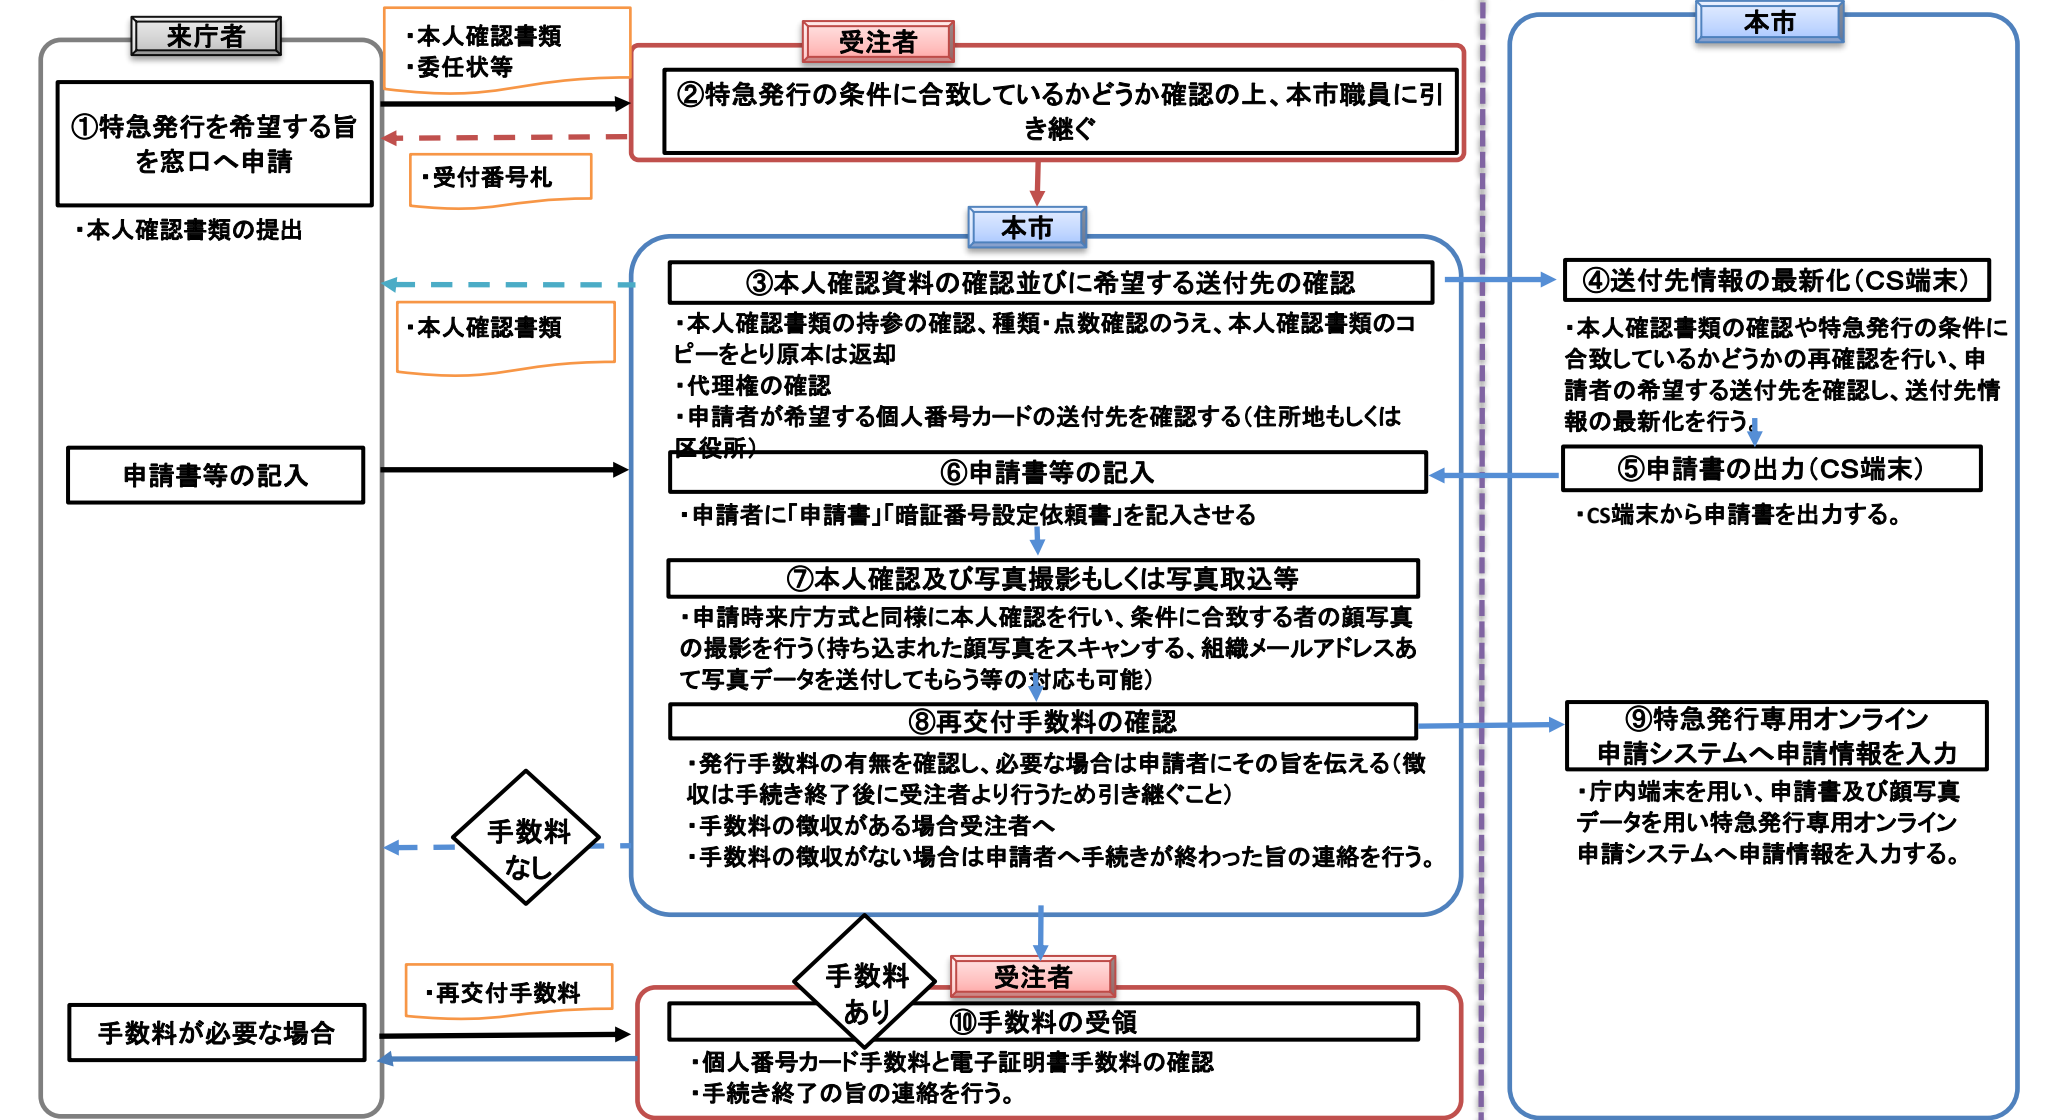 来庁者
①特急発行を希望する旨
を窓口へ申請
・本人確認書類の提出
申請書等の記入
手数料が必要な場合
・本人確認書類
・委任状等
・受付番号札
・本人確認書類
手数料
なし
・再交付手数料
受注者
②特急発行の条件に合致しているかどうか確認の上、本市職員に引
き継ぐ
本市
③本人確認資料の確認並びに希望する送付先の確認
・本人確認書類の持参の確認、種類・点数確認のうえ、本人確認書類のコ
ピーをとり原本は返却
・代理権の確認
・申請者が希望する個人番号カードの送付先を確認する（住所地もしくは
区役所）
⑥申請書等の記入
・申請者に「申請書」「暗証番号設定依頼書」を記入させる
⑦本人確認及び写真撮影もしくは写真取込等
・申請時来庁方式と同様に本人確認を行い、条件に合致する者の顔写真
の撮影を行う（持ち込まれた顔写真をスキャンする、組織メールアドレスあ
て写真データを送付してもらう等の対応も可能）
⑧再交付手数料の確認
・発行手数料の有無を確認し、必要な場合は申請者にその旨を伝える（徴
収は手続き終了後に受注者より行うため引き継ぐこと）
・手数料の徴収がある場合受注者へ
・手数料の徴収がない場合は申請者へ手続きが終わった旨の連絡を行う。
手数料
あり
受注者
⑩手数料の受領
・個人番号カード手数料と電子証明書手数料の確認
・手続き終了の旨の連絡を行う。
本市
④送付先情報の最新化（CS端末）
・本人確認書類の確認や特急発行の条件に
合致しているかどうかの再確認を行い、申
請者の希望する送付先を確認し、送付先情
報の最新化を行う。
⑤申請書の出力（CS端末）
・CS端末から申請書を出力する。
⑨特急発行専用オンライン
申請システムへ申請情報を入力
・庁内端末を用い、申請書及び顔写真
データを用い特急発行専用オンライン
申請システムへ申請情報を入力する。